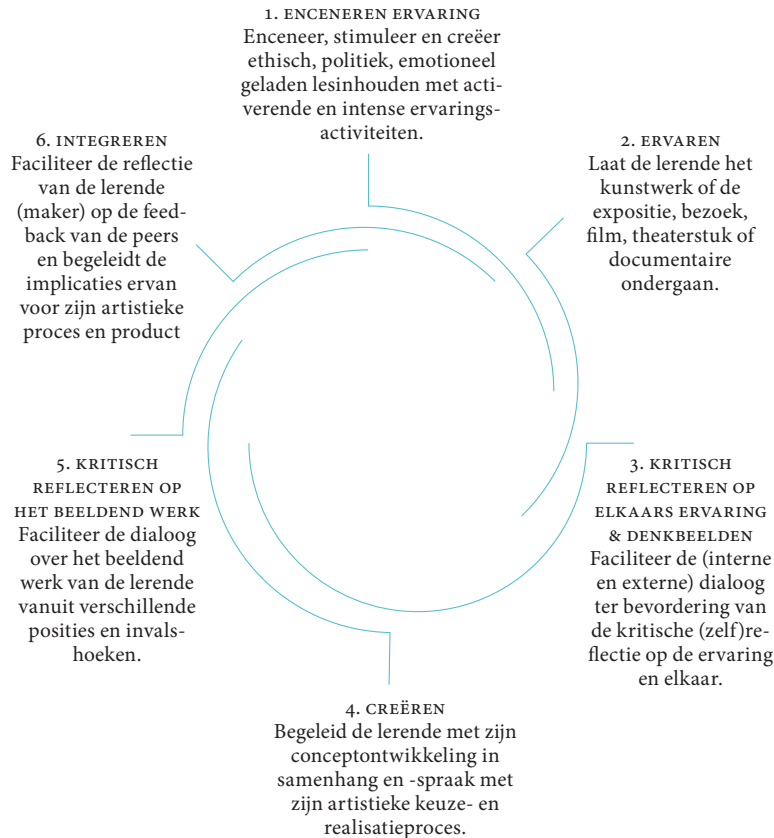 1. ENCENEREN ERVARING
Enceneer, stimuleer en creëer
ethisch, politiek, emotioneel
geladen lesinhouden met acti-
verende en intense ervarings-
activiteiten.
2. ERVAREN
Laat de lerende het
kunstwerk of de
expositie, bezoek,
film, theaterstuk of
documentaire
ondergaan.
3. KRITISCH
REFLECTEREN OP
ELKAARS ERVARING
& DENKBEELDEN
Faciliteer de (interne
en externe) dialoog
ter bevordering van
de kritische (zelf)re-
flectie op de ervaring
en elkaar.
4. CREËREN
Begeleid de lerende met zijn
conceptontwikkeling in
samenhang en -spraak met
zijn artistieke keuze- en
realisatieproces.
5. KRITISCH
REFLECTEREN OP
HET BEELDEND WERK
Faciliteer de dialoog
over het beeldend
werk van de lerende
vanuit verschillende
posities en invals-
hoeken.
6. INTEGREREN
Faciliteer de reflectie
van de lerende
(maker) op de feed-
back van de peers
en begeleidt de
implicaties ervan
voor zijn artistieke
proces en product